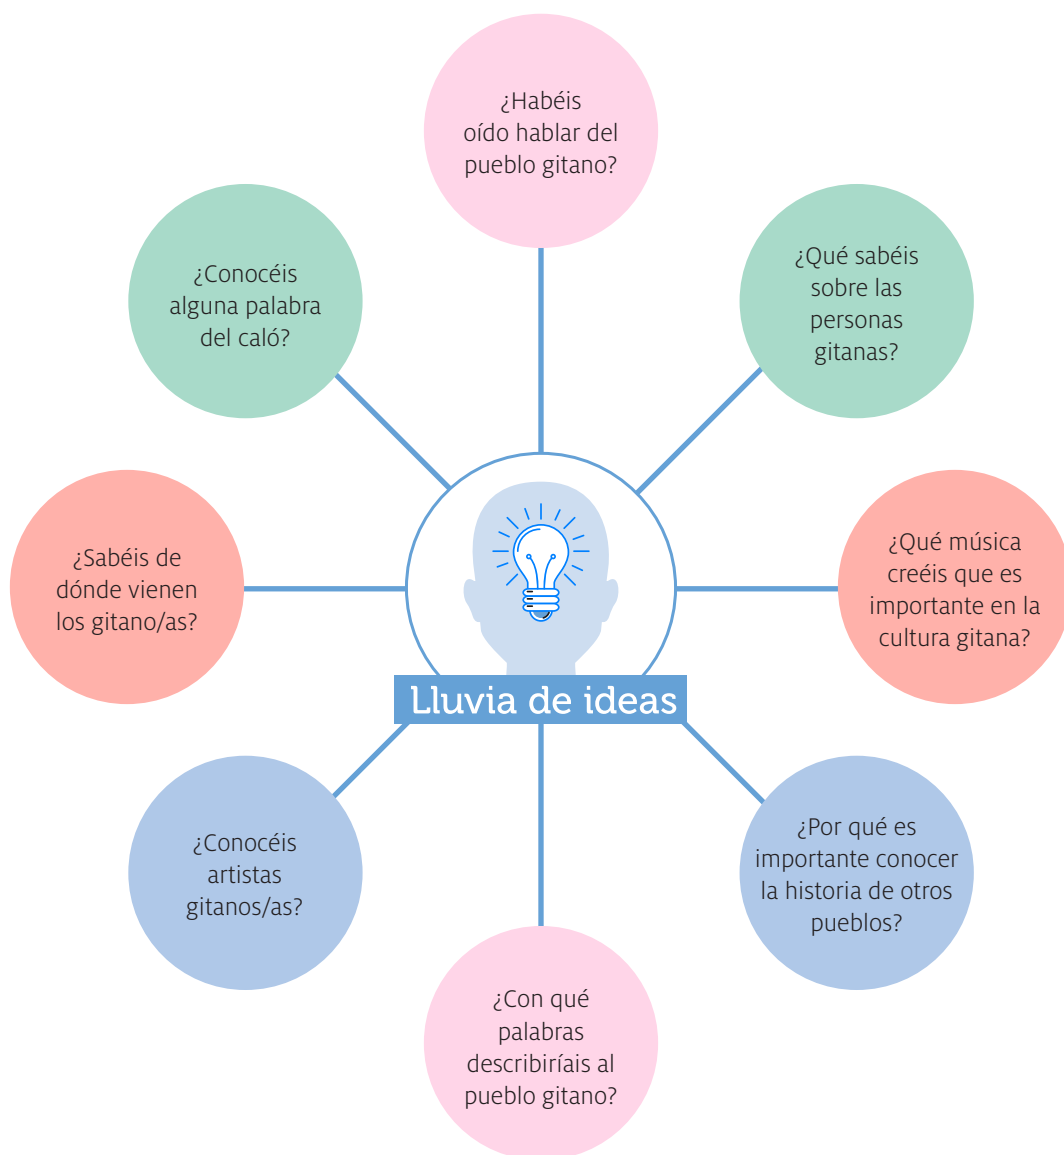 ¿Habéis
oído hablar del
pueblo gitano?
¿Qué sabéis
sobre las
personas
gitanas?
¿Qué música
creéis que es
importante en la
cultura gitana?
¿Por qué es
importante conocer
la historia de otros
pueblos?
¿Con qué
palabras
describiríais al
pueblo gitano?
¿Conocéis
artistas
gitanos/as?
¿Sabéis de
dónde vienen
los gitano/as?
¿Conocéis
alguna palabra
del caló?
Lluvia de ideas